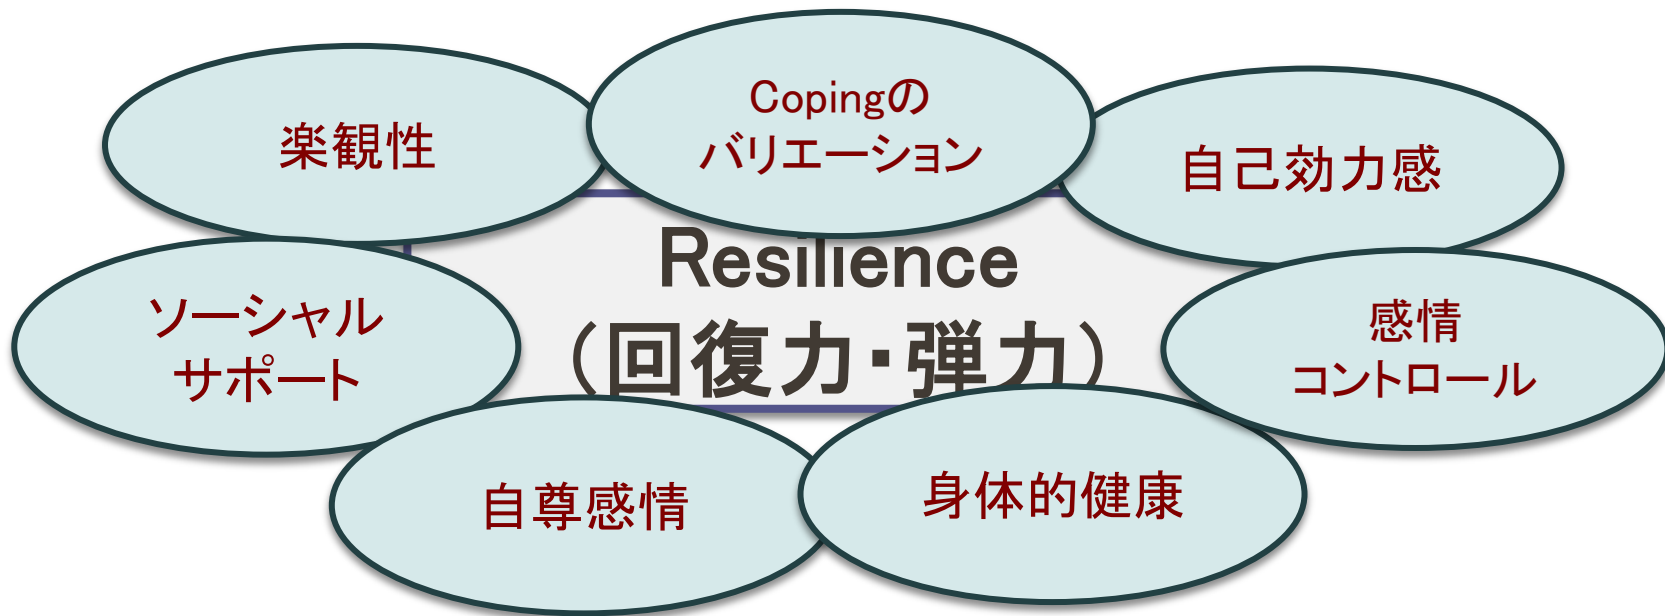 楽観性
Copingの
バリエーション
自己効力感
Resilience
（回復力・弾力）
ソーシャル
サポート
感情
コントロール
自尊感情
身体的健康